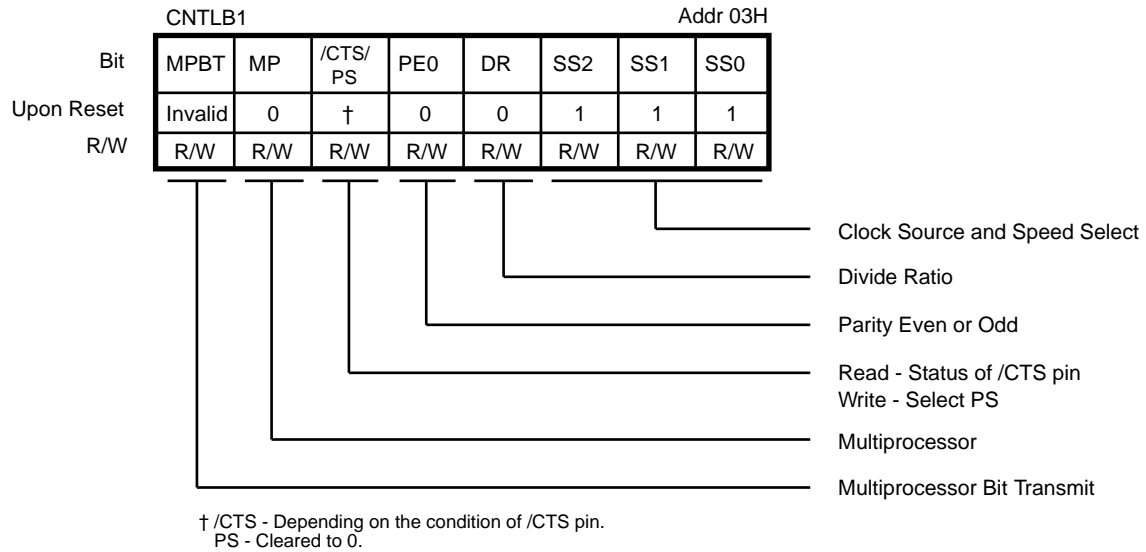 CNTLB1 Addr 03H
Bit MPBT MP /CTS/ PS PE0 DR SS2 SS1 SS0
Upon Reset Invalid 0 † 0 0 1 1 1
R/W R/W R/W R/W R/W R/W R/W R/W R/W
Clock Source and Speed Select
Divide Ratio
Parity Even or Odd
Read - Status of /CTS pin
Write - Select PS
Multiprocessor
Multiprocessor Bit Transmit
† /CTS - Depending on the condition of /CTS pin.
PS - Cleared to 0.